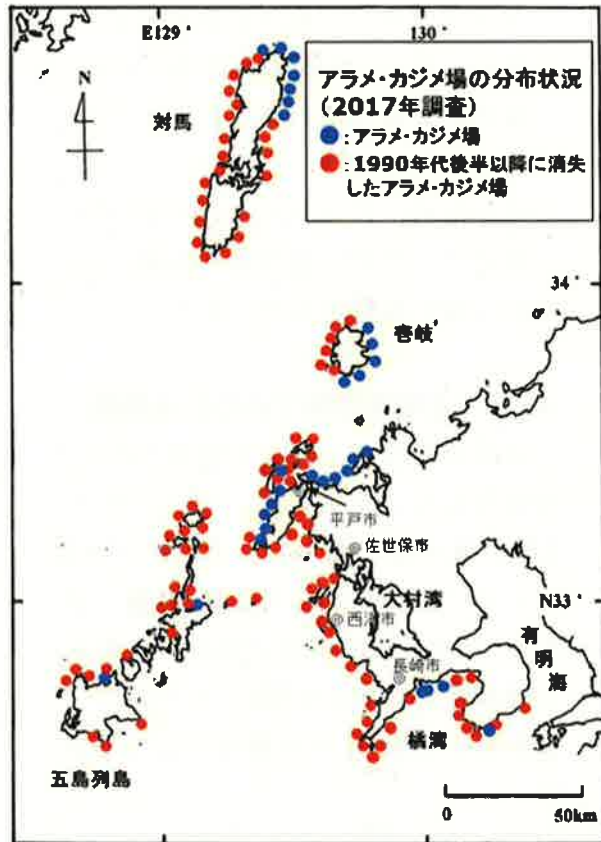 E129°
130°
N
アラメ・カジメ場の分布状況
(2017年調査)
:アラメ・カジメ場
:1990年代後半以降に消失
したアラメ・カジメ場
対馬
34°
壱岐
平戸市
佐世保市
大村湾
N33°
西海市
有明海
長崎市
橘湾
五島列島
0 50km